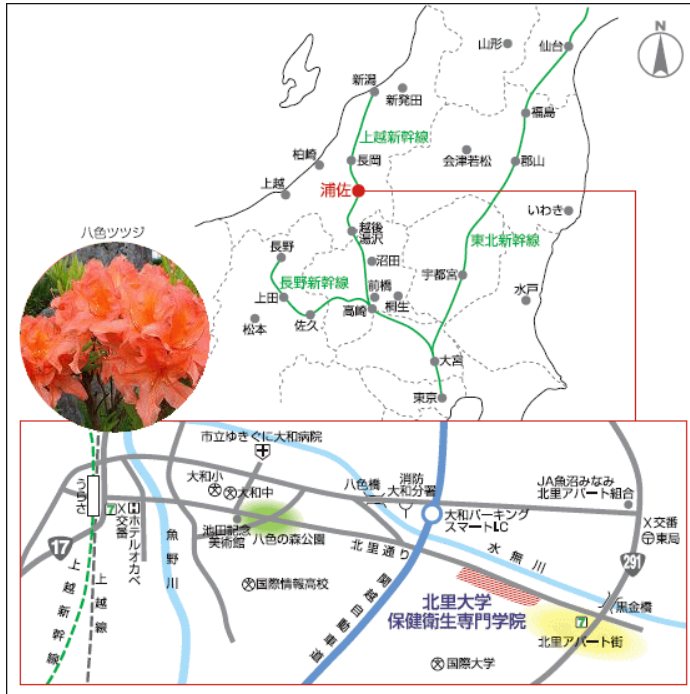 N
山形
仙台
新潟
新発田
福島
上越新幹線
柏崎
長岡
会津若松
郡山
上越
浦佐
いわき
八色ツツジ
越後
湯沢
東北新幹線
長野
沼田
長野新幹線
前橋
宇都宮
上田
桐生
水戸
松本
佐久
高崎
大宮
東京
市立ゆきぐに大和病院
うらさ
大和小
大和中
八色橋
消防
大和分署
JA魚沼みなみ
北里アパート組合
7
X
交番
H
ホテルオカベ
池田記念
美術館
八色の森公園
大和パーキング
スマートLC
X交番
東局
17
魚野川
北里通り
水無川
291
上越新幹線
上越線
国際情報高校
関越自動車道
北里大学
保健衛生専門学院
黒金橋
7
北里アパート街
国際大学